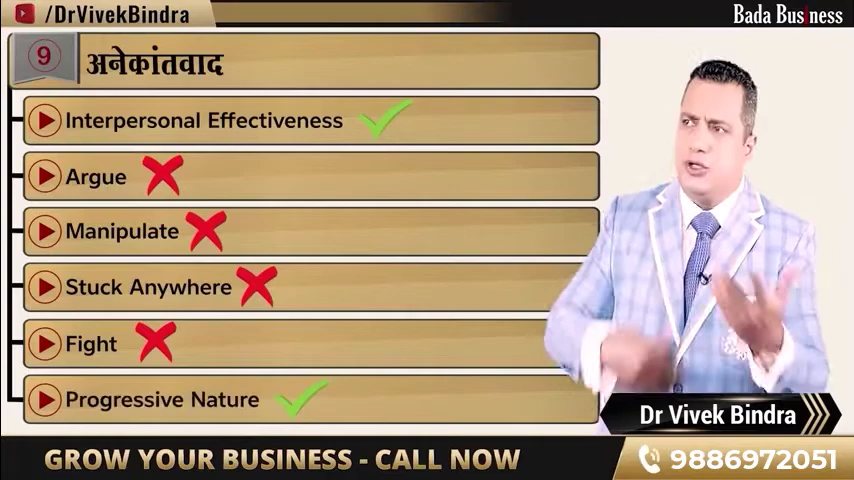 /DrVivekBindra
Bada Business
9
अनेकांतवाद
Interpersonal Effectiveness
Argue
Manipulate
Stuck Anywhere
Fight
Progressive Nature
Dr Vivek Bindra
GROW YOUR BUSINESS - CALL NOW
9886972051